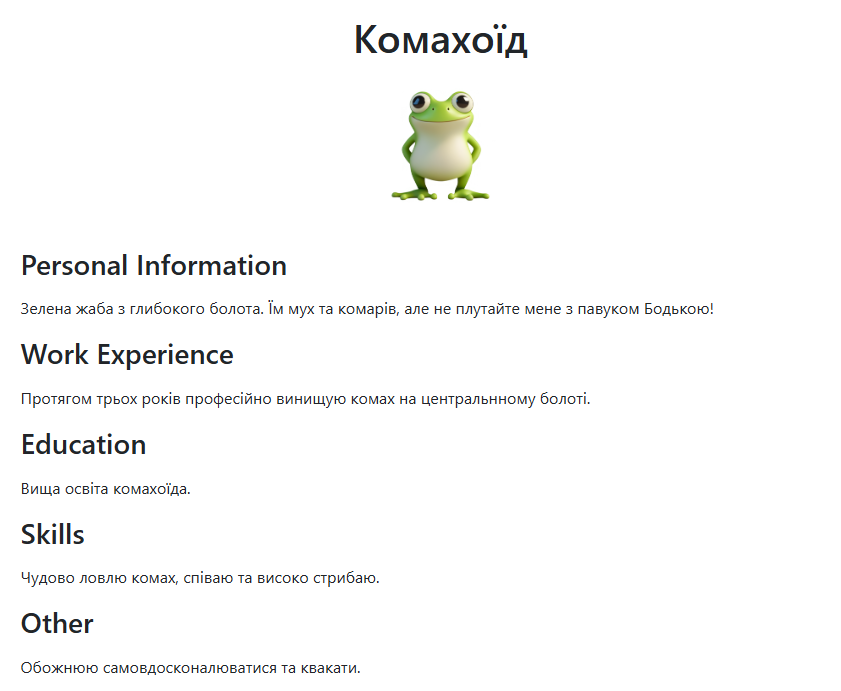 Комахоїд
Personal Information
Зелена жаба з глибокого болота. Їм мух та комарів, але не плутайте мене з павуком Бодькою!
Work Experience
Протягом трьох років професійно винищую комах на центральнному болоті.
Education
Вища освіта комахоїда.
Skills
Чудово ловлю комах, співаю та високо стрибаю.
Other
Обожнюю самовдосконалюватися та квакати.